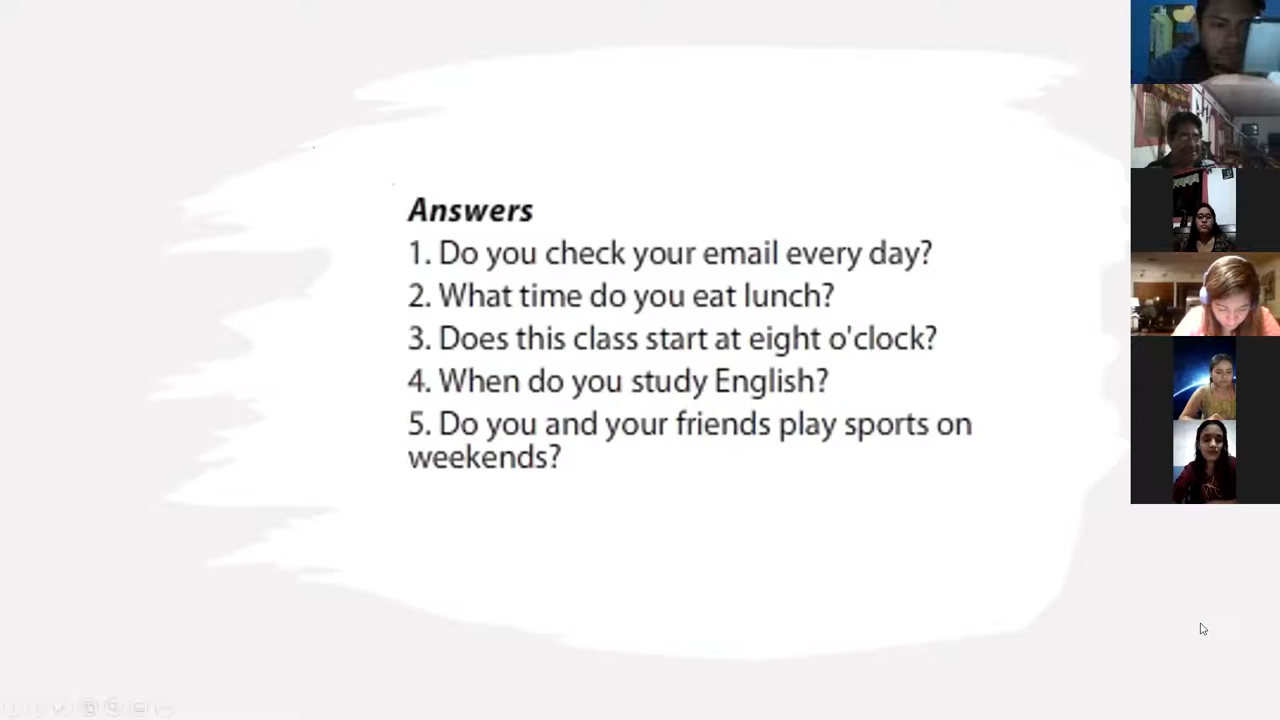 Answers
1. Do you check your email every day?
2. What time do you eat lunch?
3. Does this class start at eight o'clock?
4. When do you study English?
5. Do you and your friends play sports on
weekends?